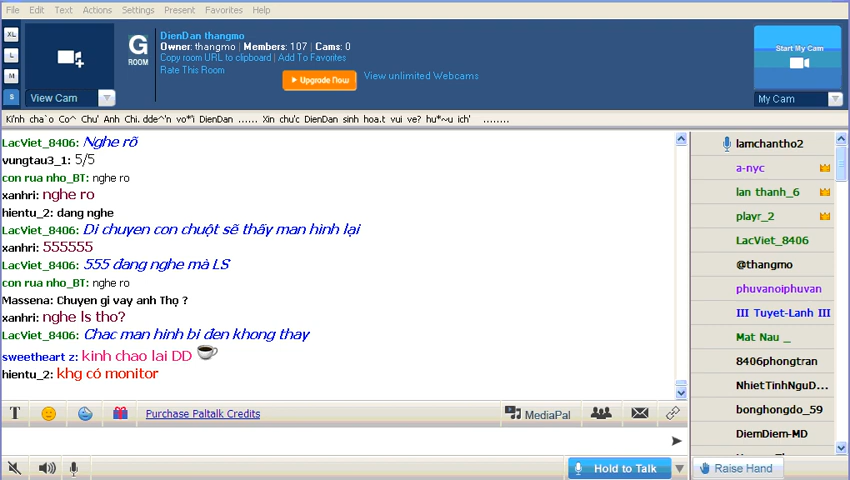 File Edit Text Actions Settings Present Favorites Help
XL
L
M
S
G
ROOM
DienDan thangmo
Owner: thangmo | Members: 107 | Cams: 0
Copy room URL to clipboard | Add To Favorites
Rate This Room
Upgrade Now
View unlimited Webcams
View Cam
Start My Cam
My Cam
Ki'nh cha`o Co^ Chu' Anh Chi. dde^'n vo*'i DienDan ...... Xin chu'c DienDan sinh hoa.t vui ve? hu*~u ich' ........
LacViet_8406: Nghe rõ
vungtau3_1: 5/5
con rua nho_BT: nghe ro
xanhri: nghe ro
hientu_2: dang nghe
LacViet_8406: Di chuyen con chuột sẽ thấy man hinh lại
xanhri: 555555
LacViet_8406: 555 đang nghe mà LS
con rua nho_BT: nghe ro
Massena: Chuyen gi vay anh Thọ ?
xanhri: nghe ls tho?
LacViet_8406: Chac man hinh bi đen khong thay
sweetheart z: kinh chao lai DD
hientu_2: khg có monitor
T
Purchase Paltalk Credits
MediaPal
Hold to Talk
lamchantho2
a-nyc
lan thanh_6
playr_2
LacViet_8406
@thangmo
phuvanoiphuvan
III Tuyet-Lanh III
Mat Nau _
8406phongtran
NhietTinhNguD...
bonghongdo_59
DiemDiem-MD
Raise Hand